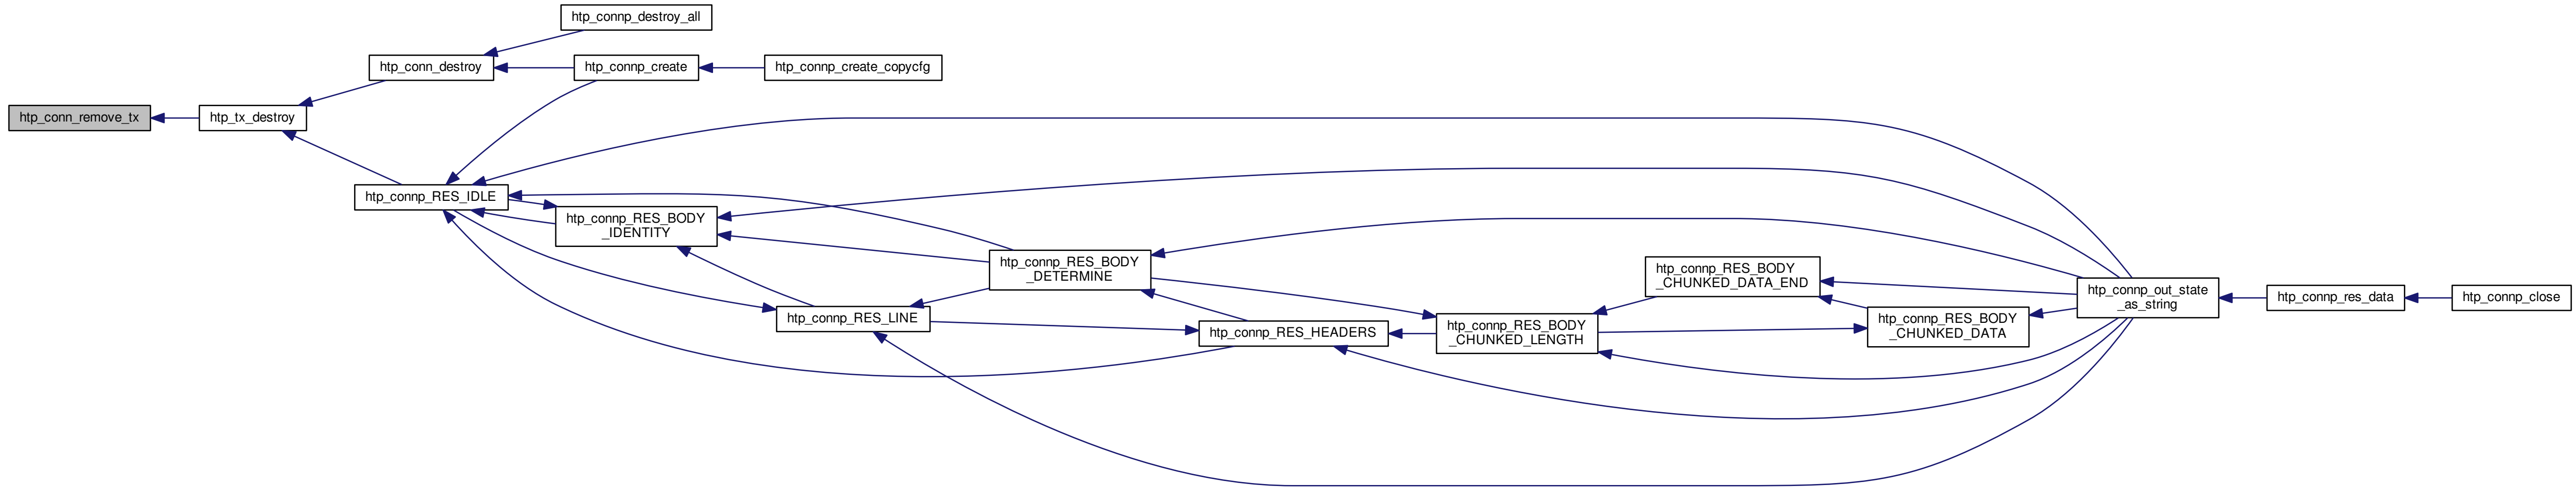 htp_connp_destroy_all
htp_conn_destroy
htp_connp_create
htp_connp_create_copycfg
htp_conn_remove_tx
htp_tx_destroy
htp_connp_RES_IDLE
htp_connp_RES_BODY
_IDENTITY
htp_connp_RES_BODY
_DETERMINE
htp_connp_RES_LINE
htp_connp_RES_HEADERS
htp_connp_RES_BODY
_CHUNKED_LENGTH
htp_connp_RES_BODY
_CHUNKED_DATA_END
htp_connp_RES_BODY
_CHUNKED_DATA
htp_connp_out_state
_as_string
htp_connp_res_data
htp_connp_close